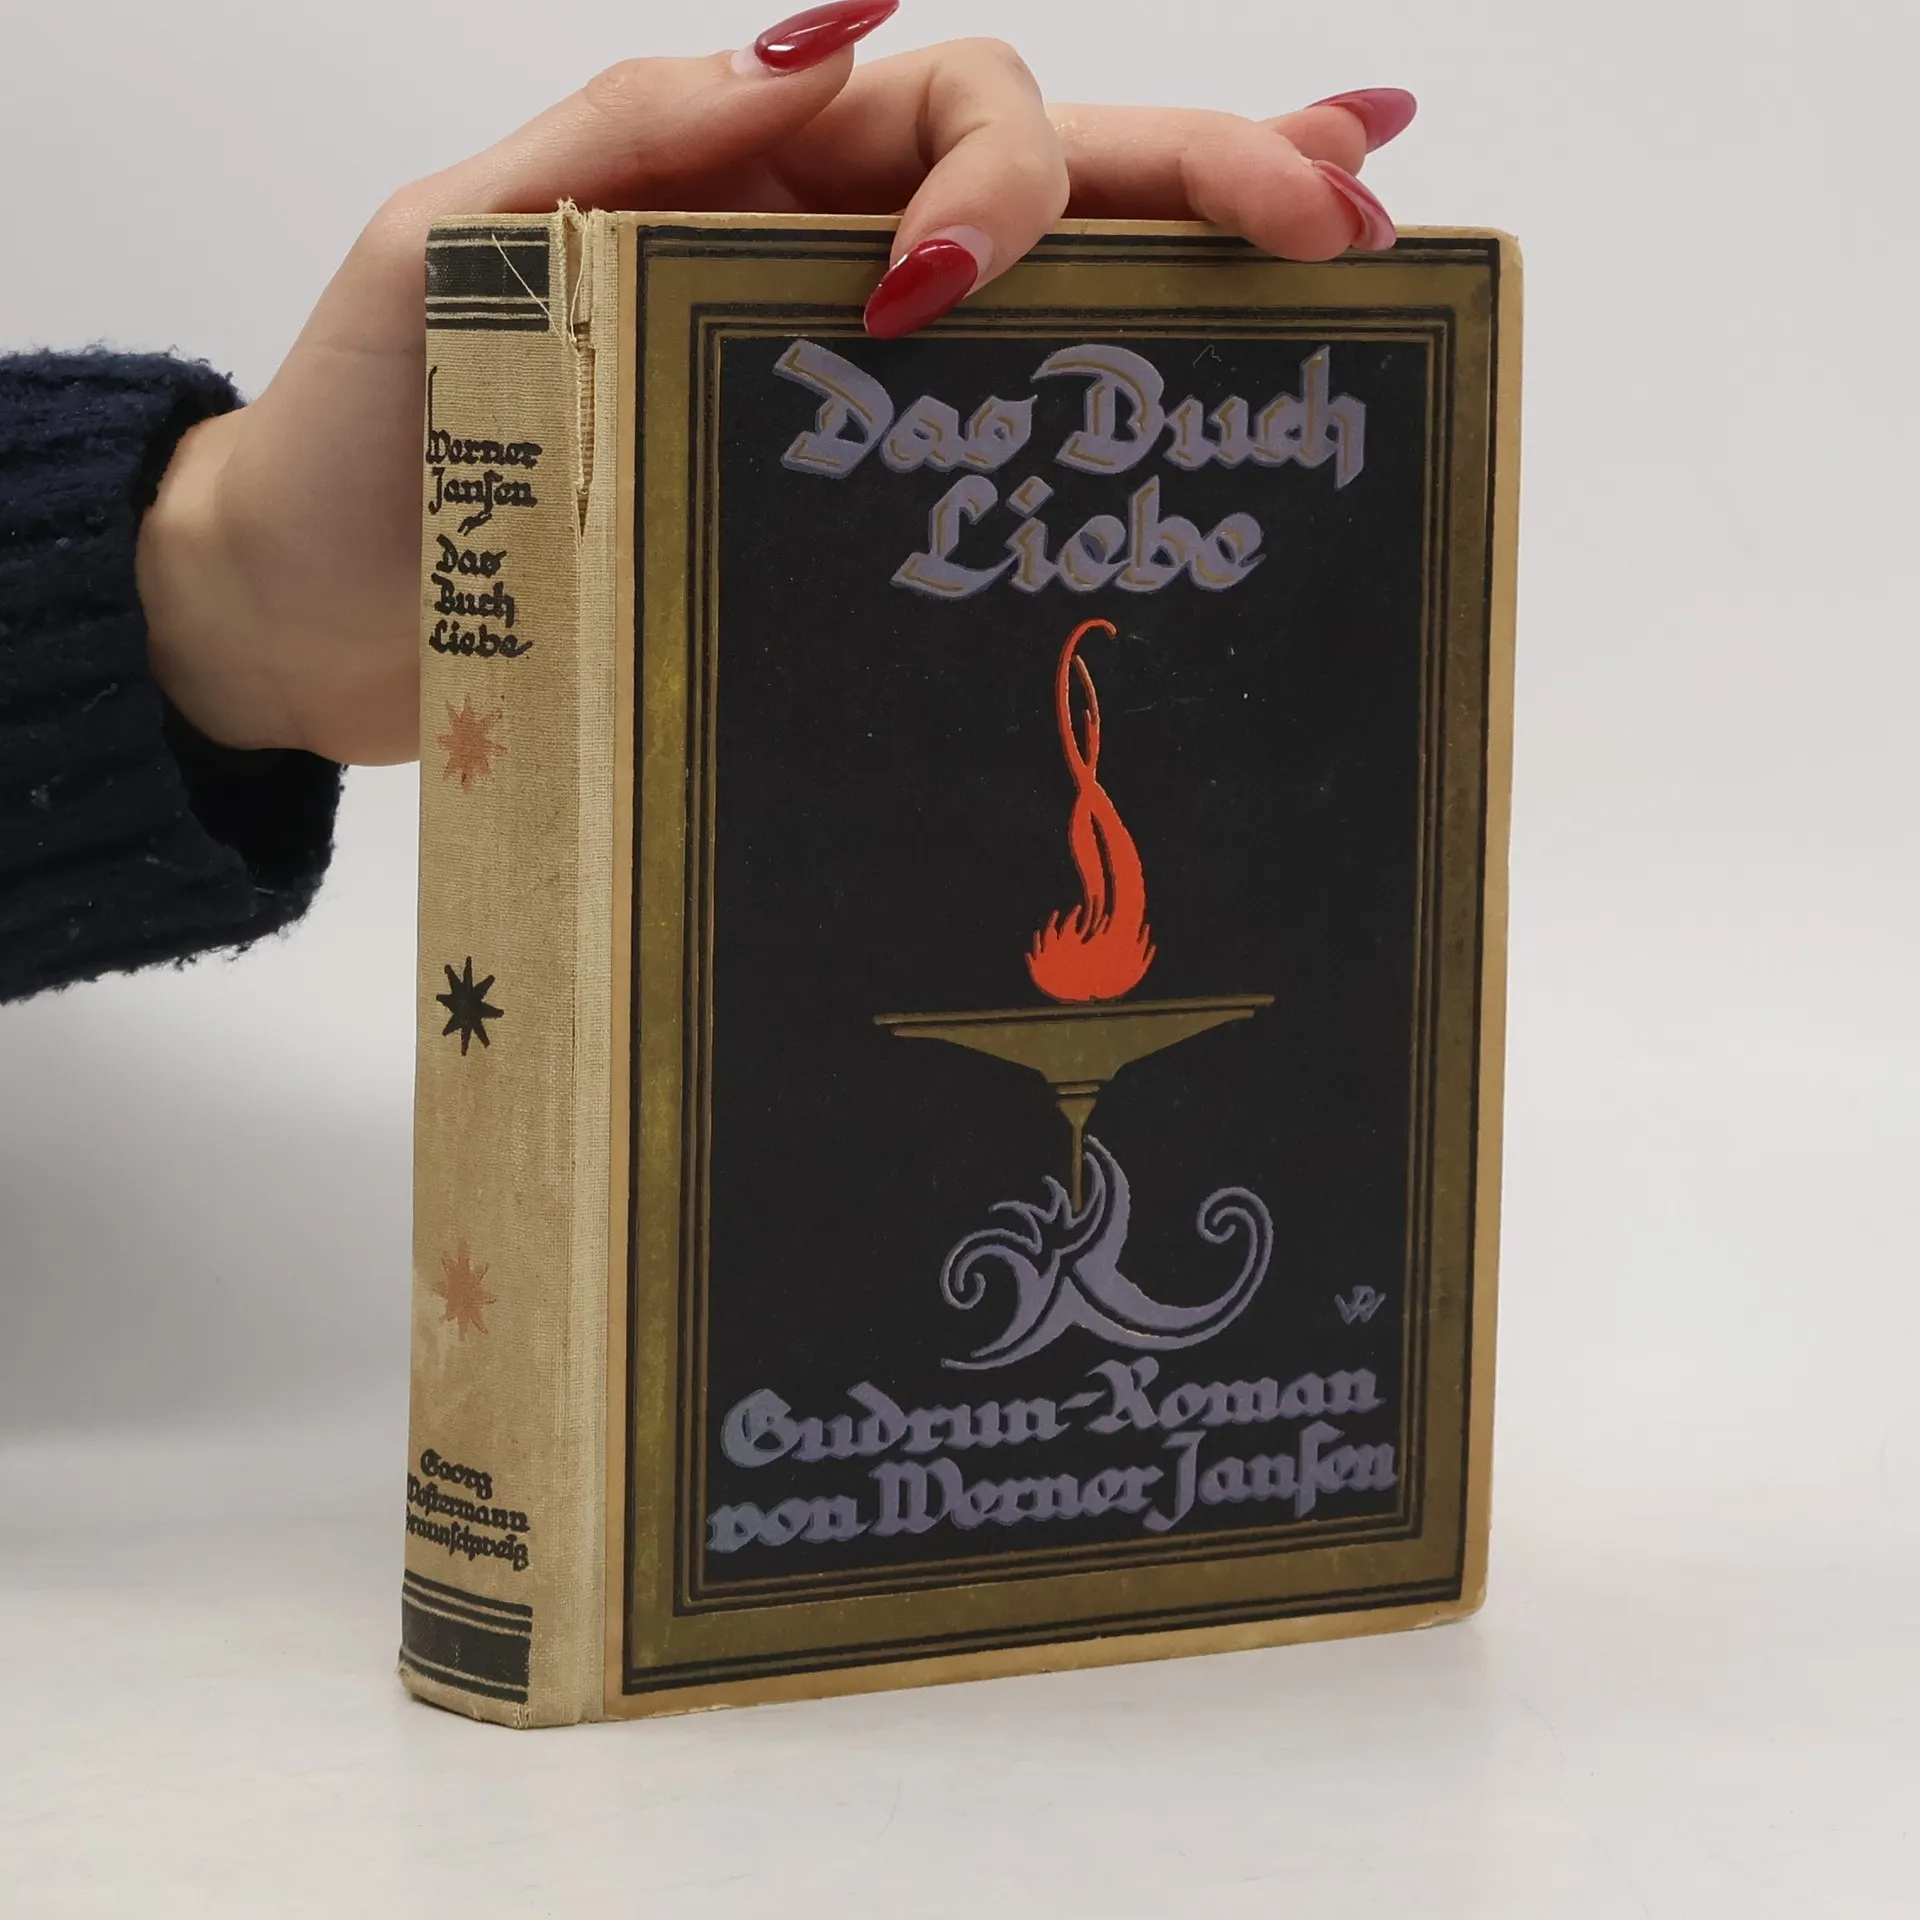 Werner
Jansen
Das
Buch
Liebe
Georg
Westermann
Braunschweig
Das Buch
Liebe
Gudrun-Roman
von Werner Jansen